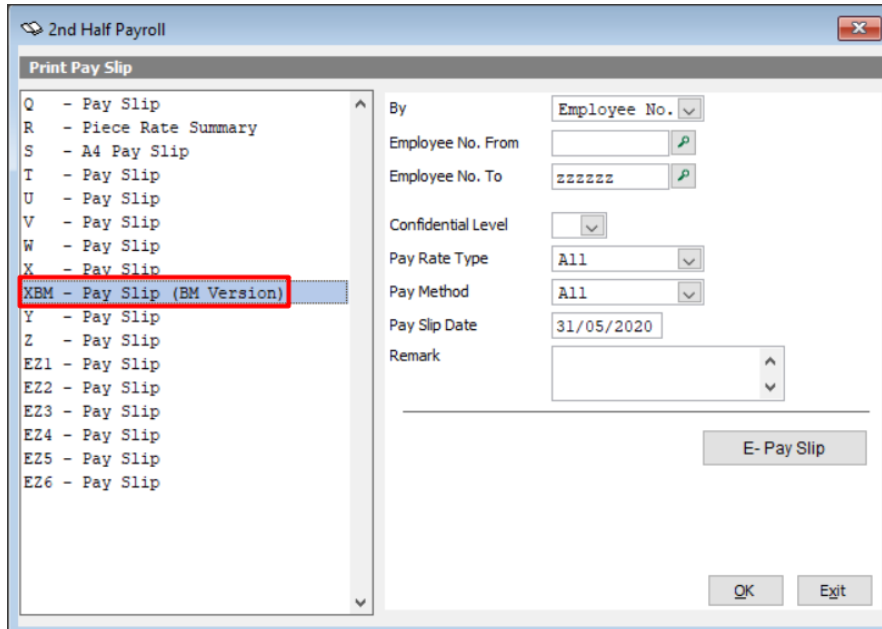 2nd Half Payroll
Print Pay Slip
Q - Pay Slip
R - Piece Rate Summary
S - A4 Pay Slip
T - Pay Slip
U - Pay Slip
V - Pay Slip
W - Pay Slip
X - Pay Slip
XBM - Pay Slip (BM Version)
Y - Pay Slip
Z - Pay Slip
EZ1 - Pay Slip
EZ2 - Pay Slip
EZ3 - Pay Slip
EZ4 - Pay Slip
EZ5 - Pay Slip
EZ6 - Pay Slip
By Employee No.
Employee No. From
Employee No. To zzzzzz
Confidential Level
Pay Rate Type All
Pay Method All
Pay Slip Date 31/05/2020
Remark
E- Pay Slip
OK Exit